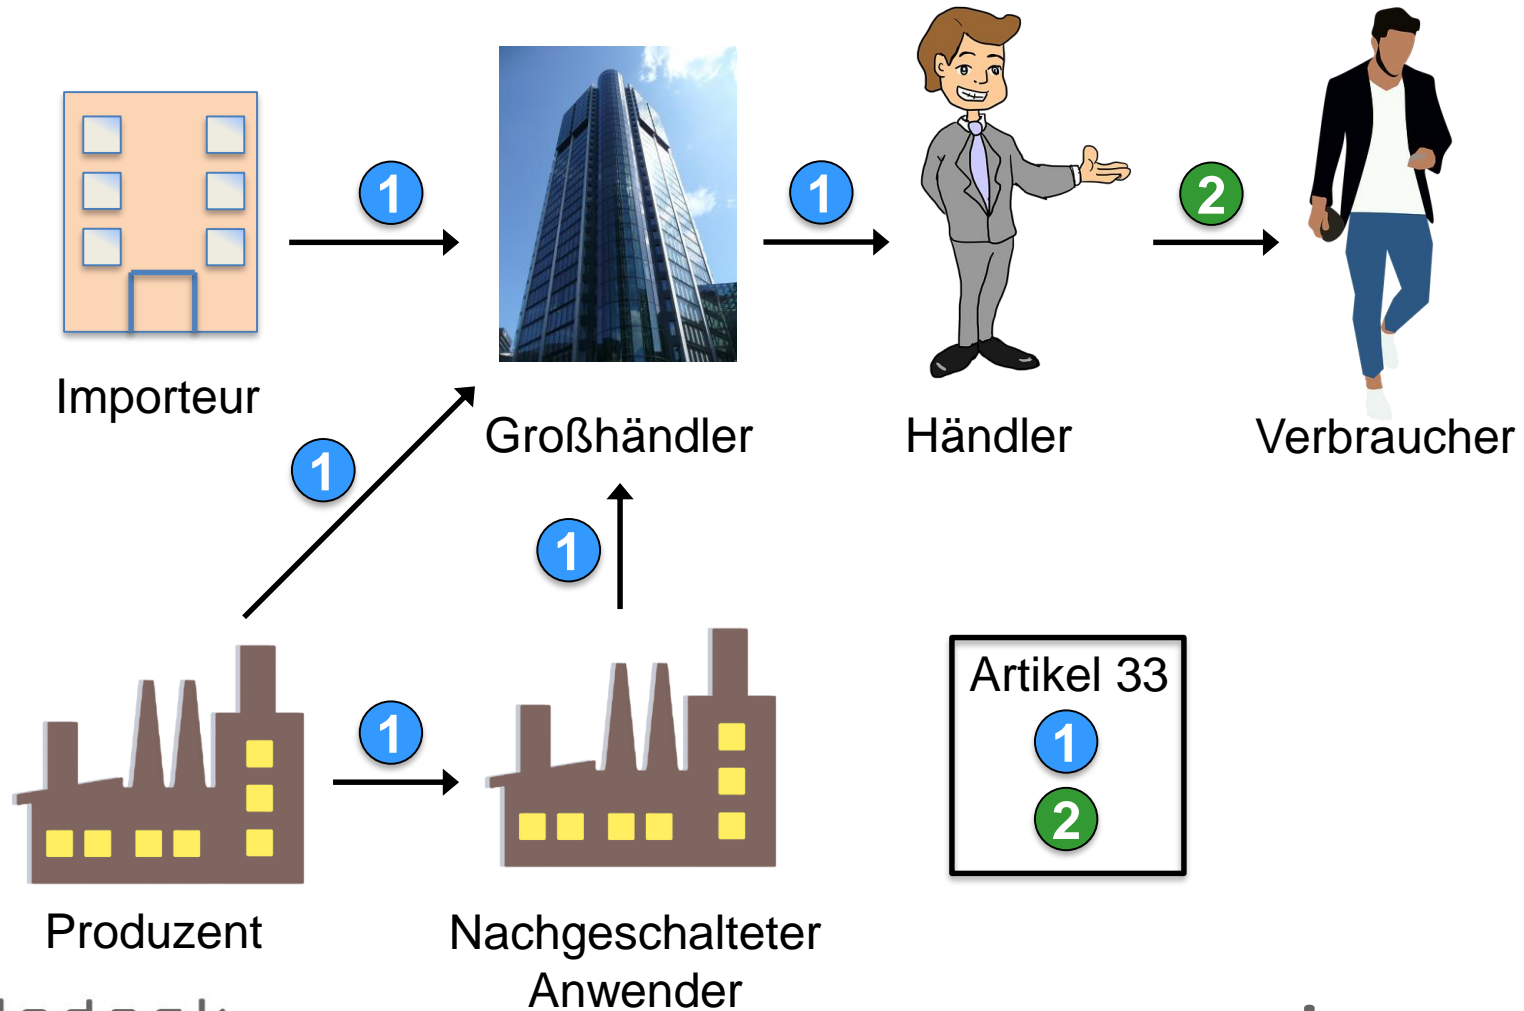 1
1
2
Importeur
Großhändler
Händler
Verbraucher
1
1
1
Artikel 33
1
2
Produzent
Nachgeschalteter
Anwender